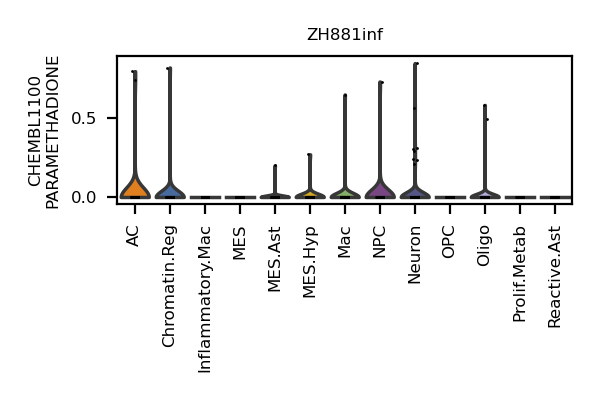 ZH881inf
CHEMBL1100
PARAMETHADIONE
0.5
0.0
AC
Chromatin.Reg
Inflammatory.Mac
MES
MES.Ast
MES.Hyp
Mac
NPC
Neuron
OPC
Oligo
Prolif.Metab
Reactive.Ast